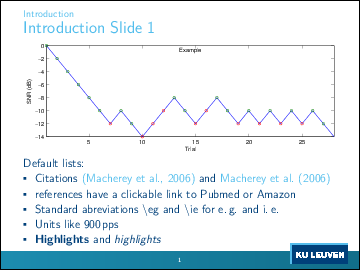 Introduction
Introduction Slide 1
Example
0
−2
−4
−6
−8
−10
−12
−14
SNR (dB)
5 10 15 20 25
Trial
Default lists:
▪ Citations (Macherey et al., 2006) and Macherey et al. (2006)
▪ references have a clickable link to Pubmed or Amazon
▪ Standard abreviations \eg and \ie for e. g. and i. e.
▪ Units like 900 pps
▪ Highlights and highlights
1
KU LEUVEN